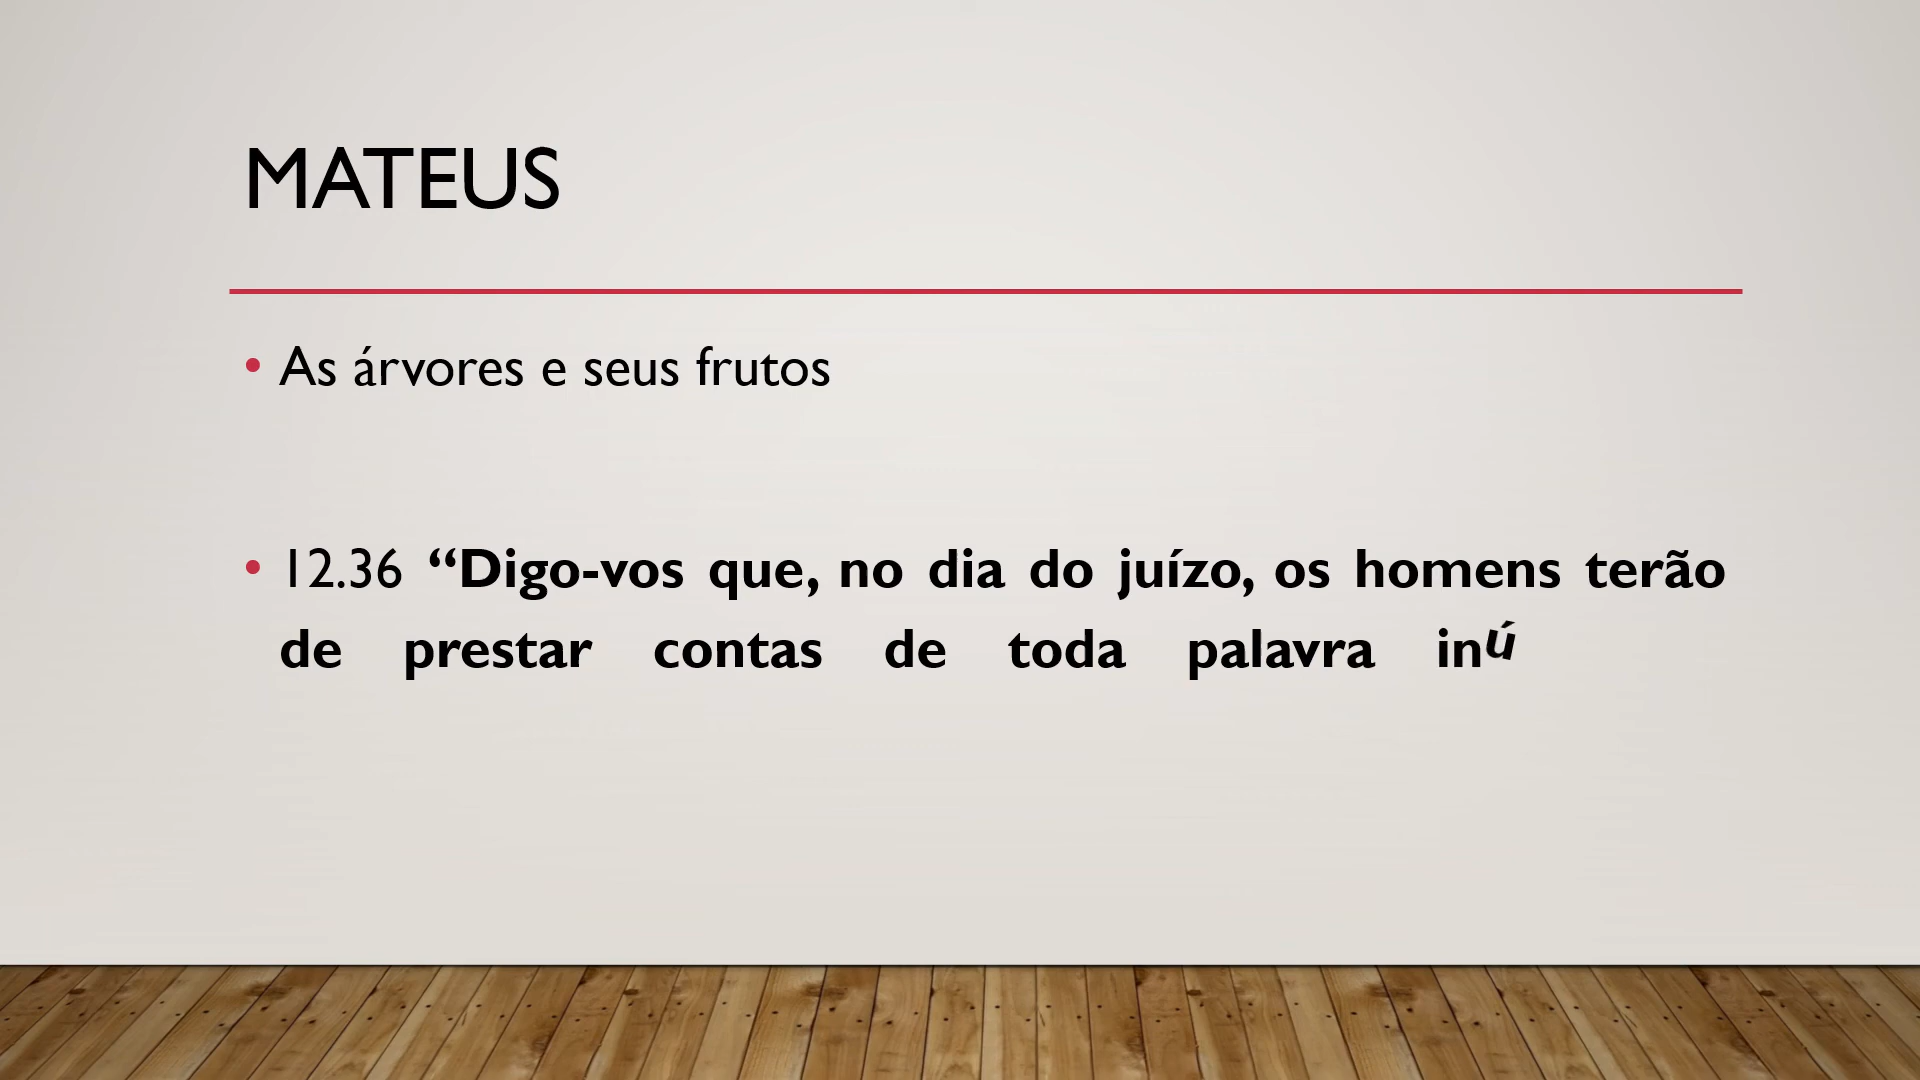 MATEUS
• As árvores e seus frutos
• 12.36 “Digo-vos que, no dia do juízo, os homens terão
de prestar contas de toda palavra inú